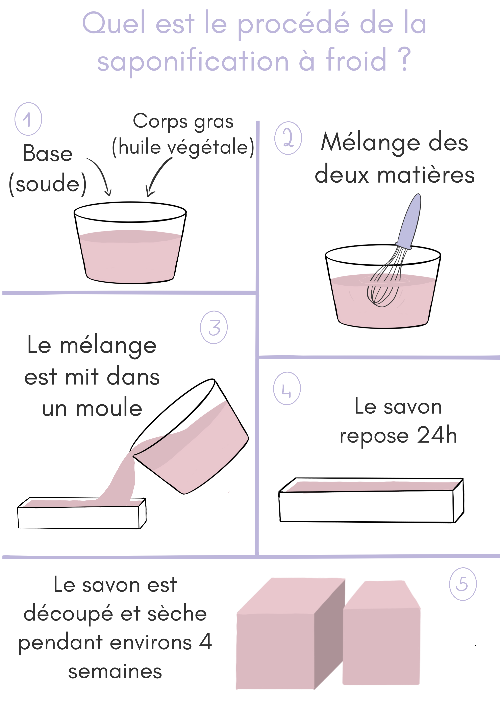 Quel est le procédé de la
saponification à froid ?
1
Base
(soude)
Corps gras
(huile végétale)
2
Mélange des
deux matières
3
Le mélange
est mit dans
un moule
4
Le savon
repose 24h
5
Le savon est
découpé et sèche
pendant environs 4
semaines